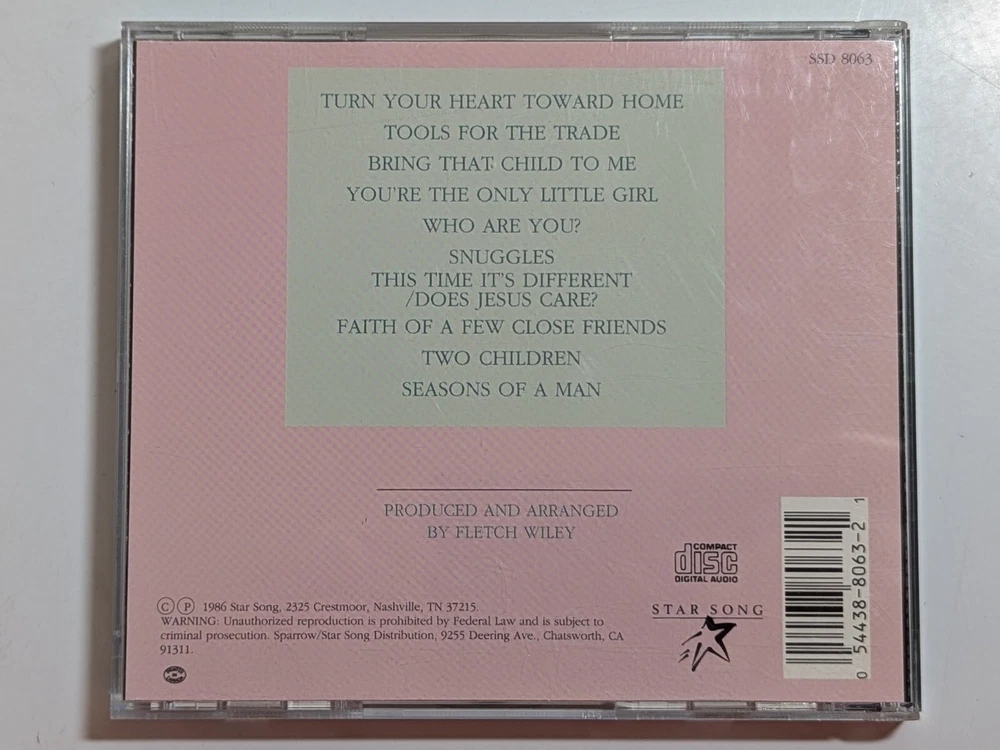 SSD 8063
TURN YOUR HEART TOWARD HOME
TOOLS FOR THE TRADE
BRING THAT CHILD TO ME
YOU'RE THE ONLY LITTLE GIRL
WHO ARE YOU?
SNUGGLES
THIS TIME IT'S DIFFERENT
/DOES JESUS CARE?
FAITH OF A FEW CLOSE FRIENDS
TWO CHILDREN
SEASONS OF A MAN
PRODUCED AND ARRANGED
BY FLETCH WILEY
COMPACT
disc
DIGITAL AUDIO
STAR SONG
Ⓒ Ⓟ 1986 Star Song, 2325 Crestmoor, Nashville, TN 37215.
WARNING: Unauthorized reproduction is prohibited by Federal Law and is subject to
criminal prosecution. Sparrow/Star Song Distribution, 9255 Deering Ave., Chatsworth, CA
91311.
0 54438-8063-2 1